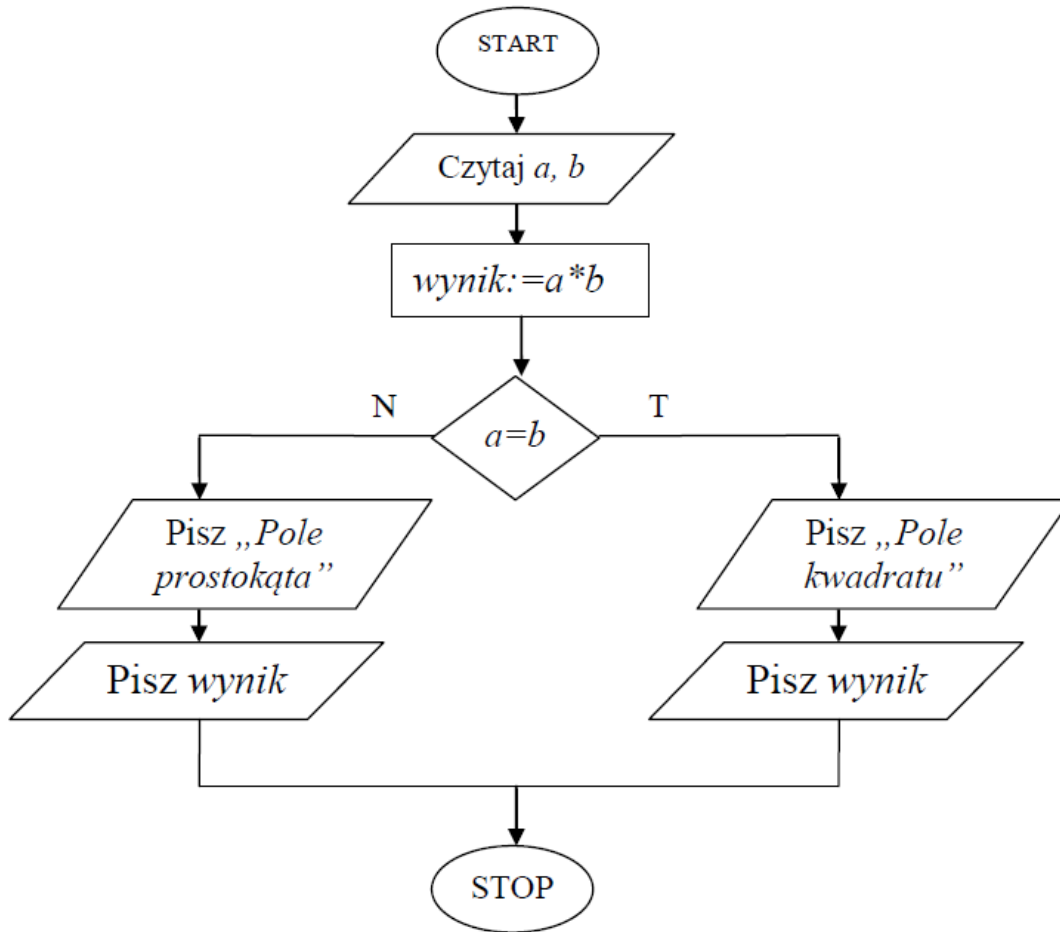 START
Czytaj a, b
wynik:=a*b
N
T
a=b
Pisz „Pole
prostokąta”
Pisz „Pole
kwadratu”
Pisz wynik
Pisz wynik
STOP